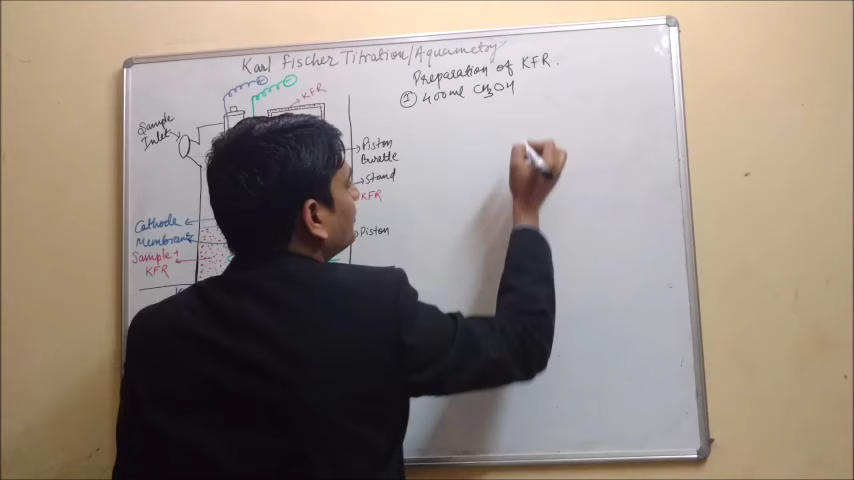 Karl Fischer Titration/Aquametry
Preparation of KFR.
① 400ml CH3OH
KFR
Sample
Inlet
Piston
Burette
Stand
KFR
Cathode
Membrane
Piston
Sample+
KFR